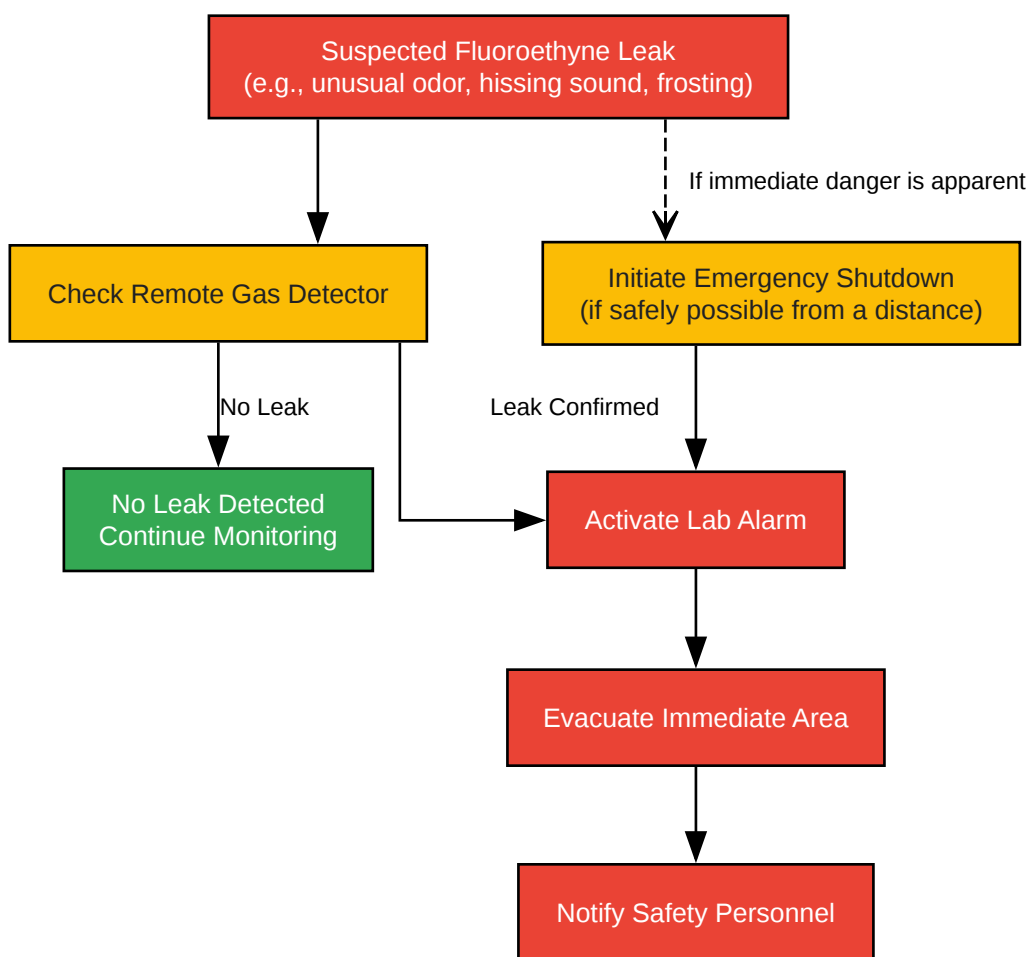 Suspected Fluoroethyne Leak
(e.g., unusual odor, hissing sound, frosting)
If immediate danger is apparent
Check Remote Gas Detector
Initiate Emergency Shutdown
(if safely possible from a distance)
No Leak
Leak Confirmed
No Leak Detected
Continue Monitoring
Activate Lab Alarm
Evacuate Immediate Area
Notify Safety Personnel